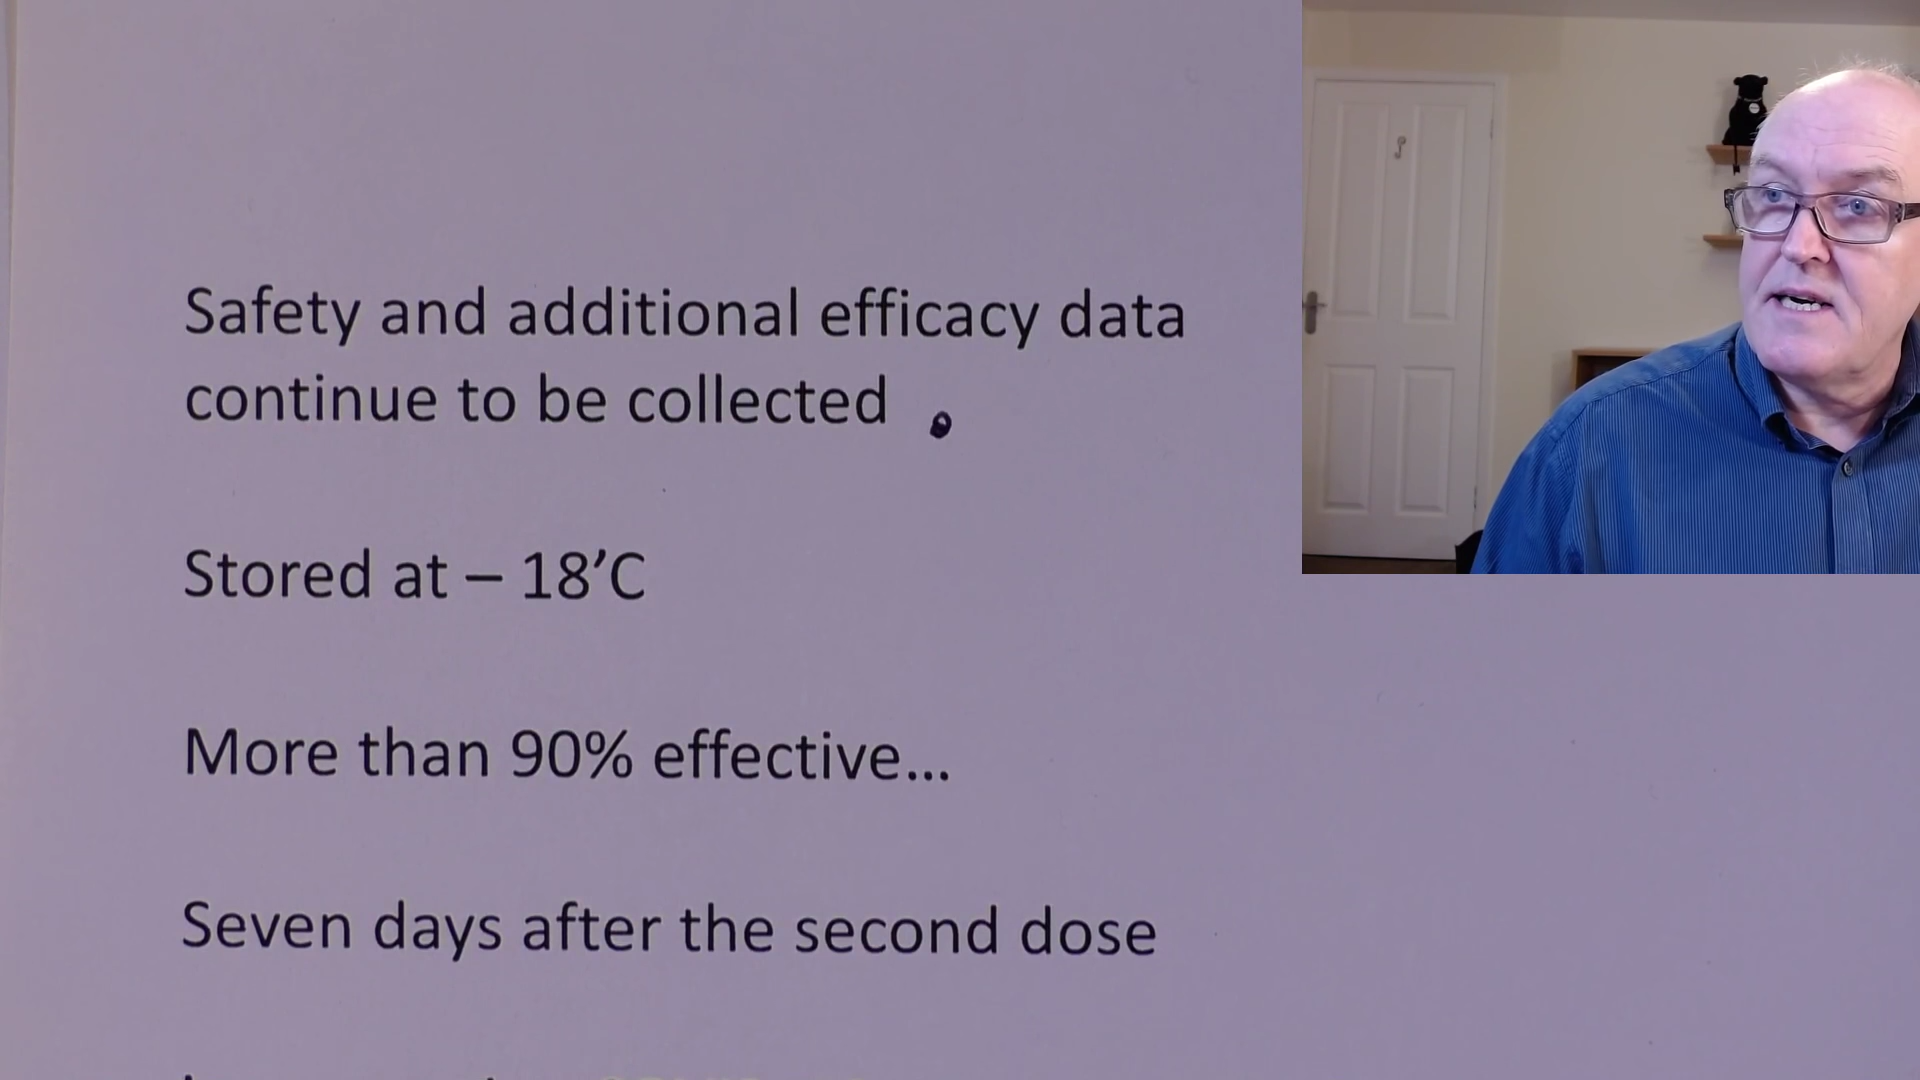 Safety and additional efficacy data
continue to be collected
Stored at – 18’C
More than 90% effective...
Seven days after the second dose